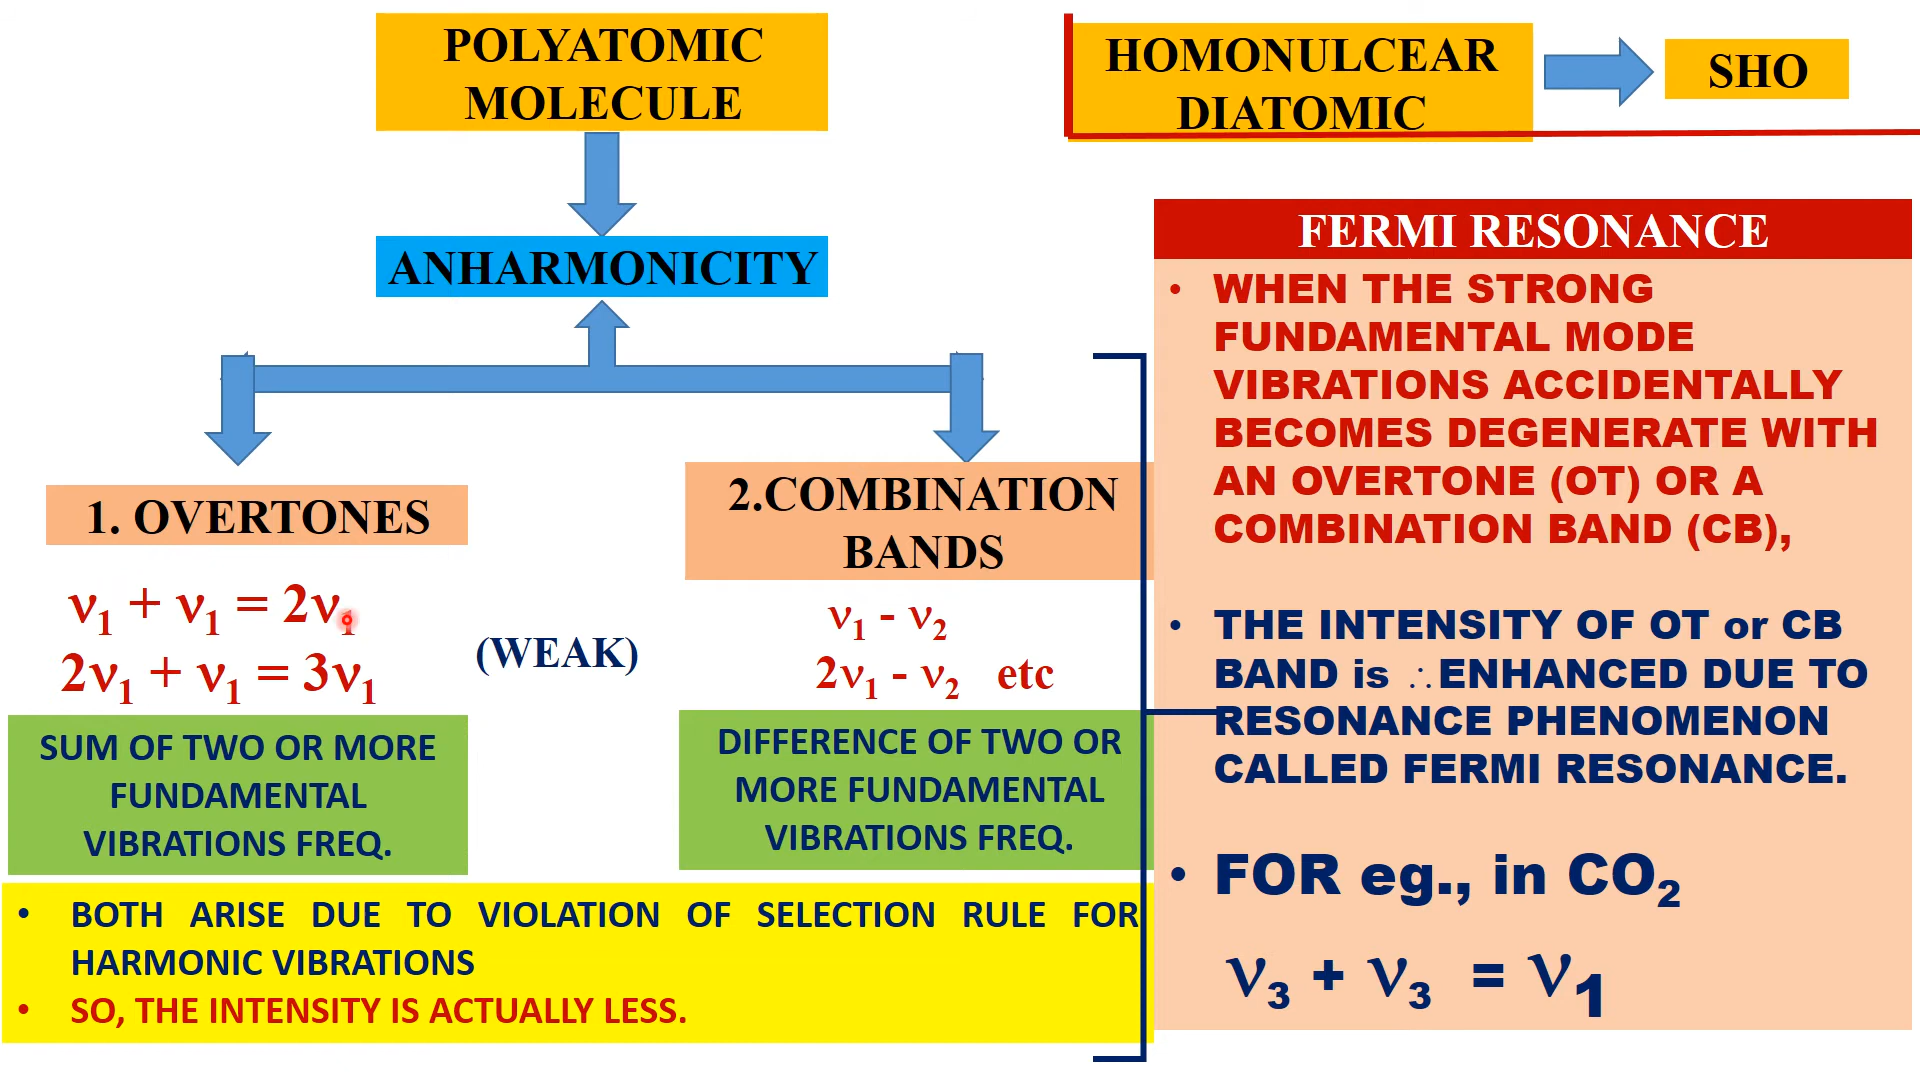 POLYATOMIC
MOLECULE
HOMONULCEAR
DIATOMIC
SHO
ANHARMONICITY
1. OVERTONES
ν₁ + ν₁ = 2ν₁
2ν₁ + ν₁ = 3ν₁
SUM OF TWO OR MORE
FUNDAMENTAL
VIBRATIONS FREQ.
(WEAK)
2.COMBINATION
BANDS
ν₁ - ν₂
2ν₁ - ν₂ etc
DIFFERENCE OF TWO OR
MORE FUNDAMENTAL
VIBRATIONS FREQ.
• BOTH ARISE DUE TO VIOLATION OF SELECTION RULE FOR
HARMONIC VIBRATIONS
• SO, THE INTENSITY IS ACTUALLY LESS.
FERMI RESONANCE
• WHEN THE STRONG
FUNDAMENTAL MODE
VIBRATIONS ACCIDENTALLY
BECOMES DEGENERATE WITH
AN OVERTONE (OT) OR A
COMBINATION BAND (CB),
• THE INTENSITY OF OT or CB
BAND is ∴ENHANCED DUE TO
RESONANCE PHENOMENON
CALLED FERMI RESONANCE.
• FOR eg., in CO₂
ν₃ + ν₃ = ν₁